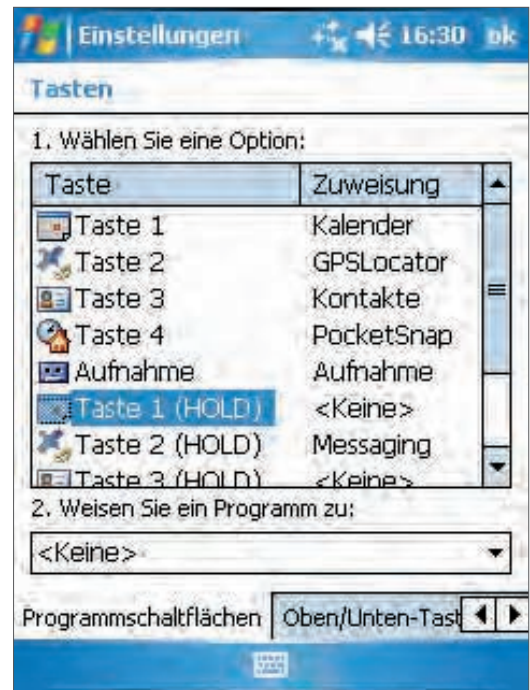 Einstellungen 16:30 ok
Tasten
1. Wählen Sie eine Option:
Taste Zuweisung
Taste 1 Kalender
Taste 2 GPSLocator
Taste 3 Kontakte
Taste 4 PocketSnap
Aufnahme Aufnahme
Taste 1 (HOLD) <Keine>
Taste 2 (HOLD) Messaging
Taste 3 (HOLD) <Keine>
2. Weisen Sie ein Programm zu:
<Keine>
Programmschaltflächen Oben/Unten-Tast